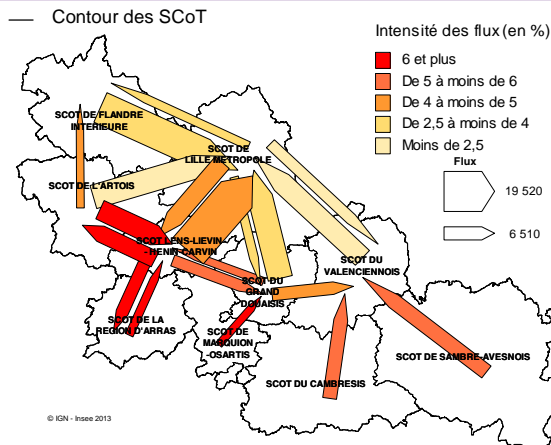 Contour des SCoT
Intensité des flux (en %)
6 et plus
De 5 à moins de 6
De 4 à moins de 5
De 2,5 à moins de 4
Moins de 2,5
Flux
19 520
6 510
SCOT DE FLANDRE
INTERIEURE
SCOT DE
LILLE METROPOLE
SCOT DE L'ARTOIS
SCOT LENS-LIEVIN-
-HENIN CARVIN
SCOT DU
VALENCIENNOIS
SCOT DU
GRAND
DOUAISIS
SCOT DE LA
REGION D'ARRAS
SCOT DE
MARQUION
-OSARTIS
SCOT DE SAMBRE-AVESNOIS
SCOT DU CAMBRESIS
© IGN - Insee 2013